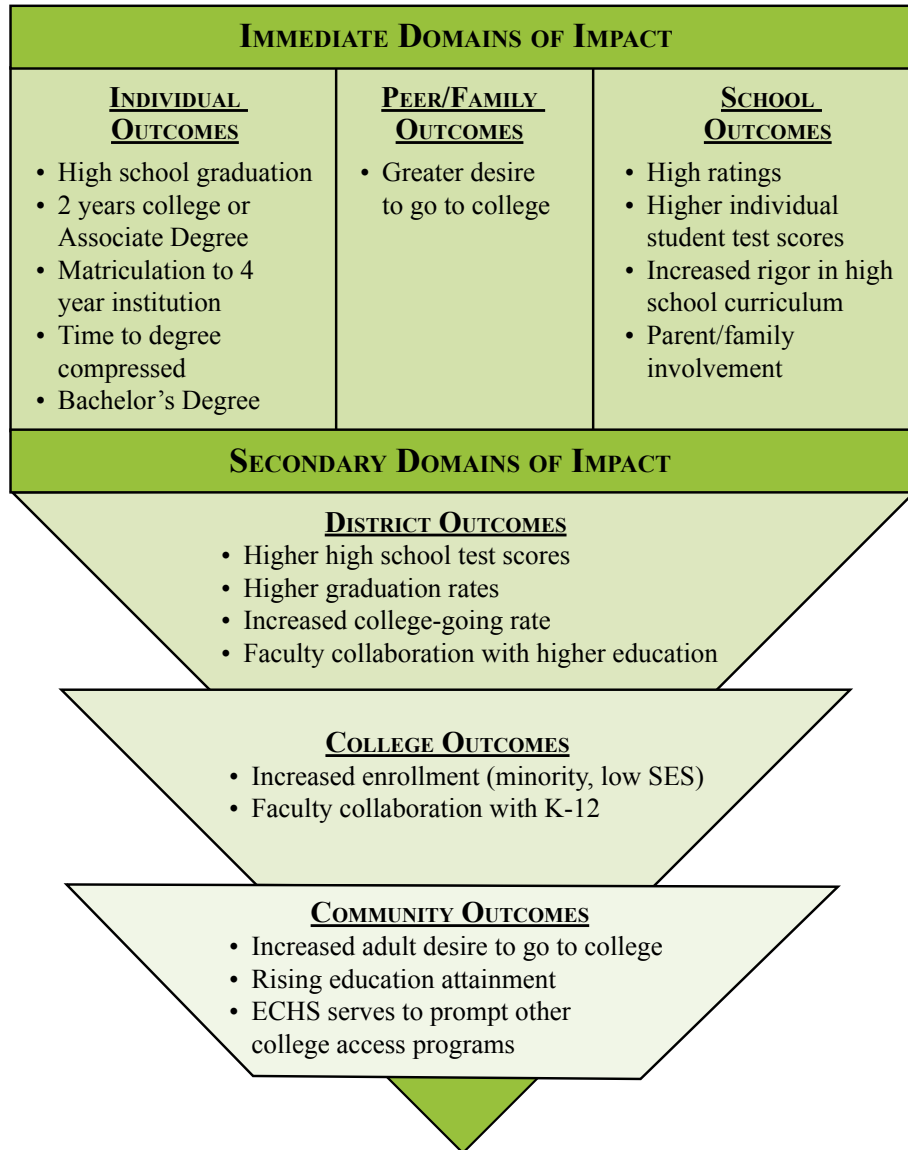 IMMEDIATE DOMAINS OF IMPACT
INDIVIDUAL
OUTCOMES
• High school graduation
• 2 years college or
Associate Degree
• Matriculation to 4
year institution
• Time to degree
compressed
• Bachelor’s Degree
PEER/FAMILY
OUTCOMES
• Greater desire
to go to college
SCHOOL
OUTCOMES
• High ratings
• Higher individual
student test scores
• Increased rigor in high
school curriculum
• Parent/family
involvement
SECONDARY DOMAINS OF IMPACT
DISTRICT OUTCOMES
• Higher high school test scores
• Higher graduation rates
• Increased college-going rate
• Faculty collaboration with higher education
COLLEGE OUTCOMES
• Increased enrollment (minority, low SES)
• Faculty collaboration with K-12
COMMUNITY OUTCOMES
• Increased adult desire to go to college
• Rising education attainment
• ECHS serves to prompt other
college access programs